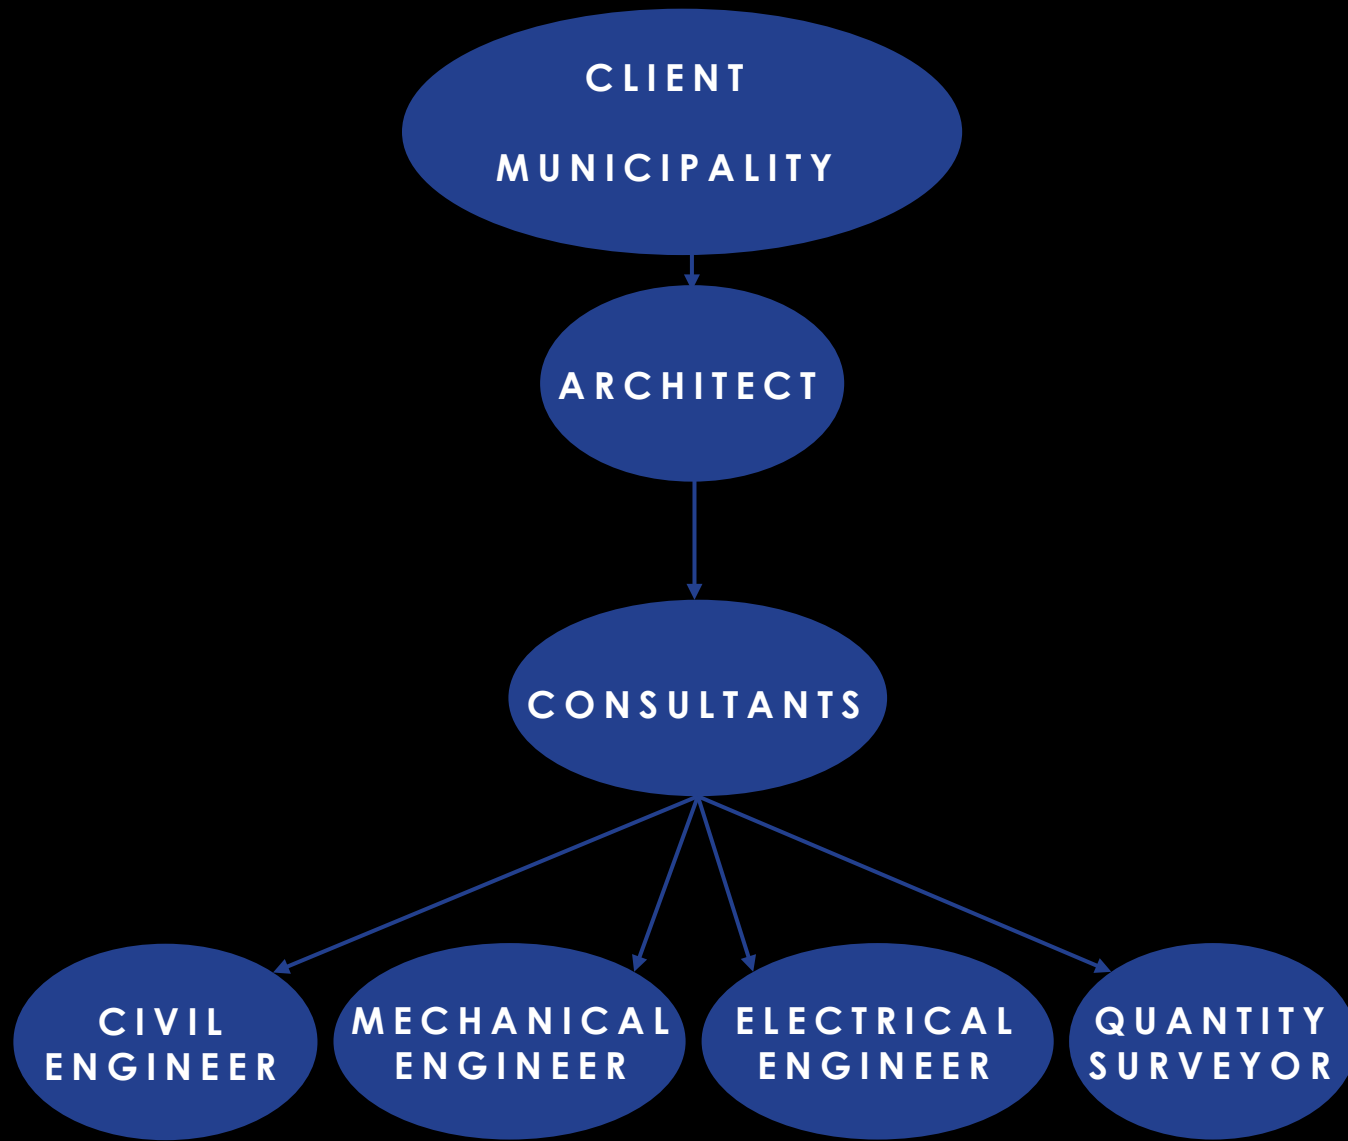 CLIENT
MUNICIPALITY
ARCHITECT
CONSULTANTS
CIVIL
ENGINEER
MECHANICAL
ENGINEER
ELECTRICAL
ENGINEER
QUANTITY
SURVEYOR